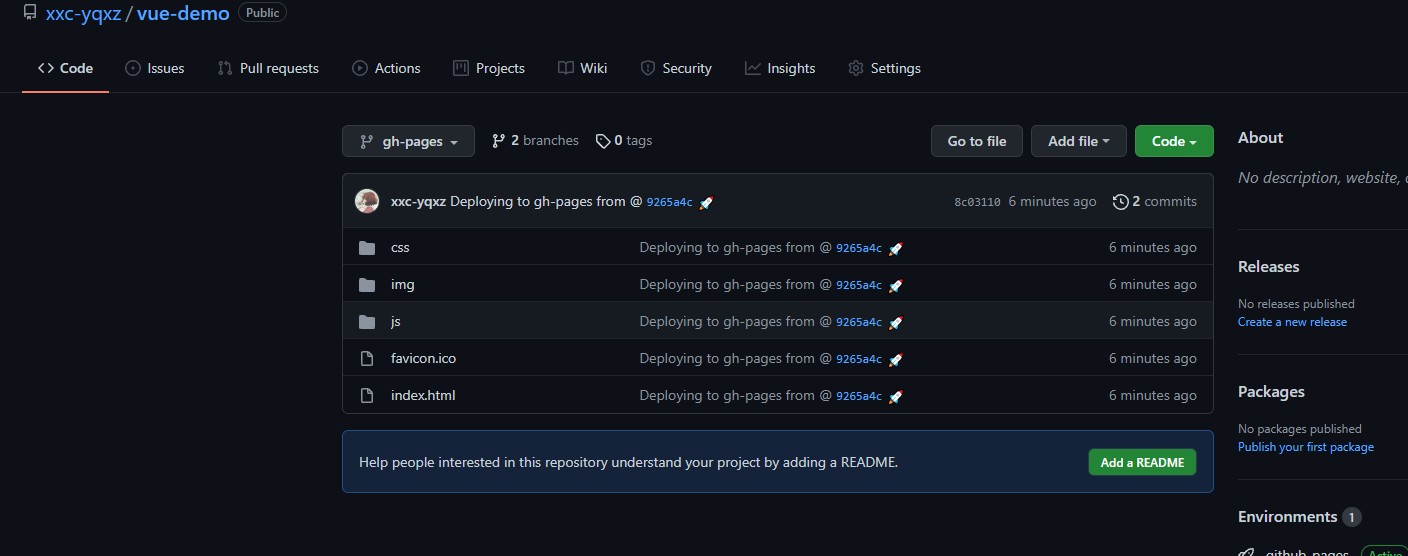 xxc-yqxz / vue-demo Public
Code Issues Pull requests Actions Projects Wiki Security Insights Settings
gh-pages 2 branches 0 tags Go to file Add file Code
xxc-yqxz Deploying to gh-pages from @ 9265a4c 🚀 8c03110 6 minutes ago 2 commits
css Deploying to gh-pages from @ 9265a4c 🚀 6 minutes ago
img Deploying to gh-pages from @ 9265a4c 🚀 6 minutes ago
js Deploying to gh-pages from @ 9265a4c 🚀 6 minutes ago
favicon.ico Deploying to gh-pages from @ 9265a4c 🚀 6 minutes ago
index.html Deploying to gh-pages from @ 9265a4c 🚀 6 minutes ago
Help people interested in this repository understand your project by adding a README. Add a README
About
No description, website,
Releases
No releases published
Create a new release
Packages
No packages published
Publish your first package
Environments 1
github-pages Active